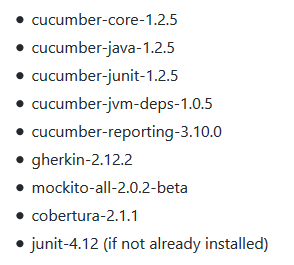 • cucumber-core-1.2.5
• cucumber-java-1.2.5
• cucumber-junit-1.2.5
• cucumber-jvm-deps-1.0.5
• cucumber-reporting-3.10.0
• gherkin-2.12.2
• mockito-all-2.0.2-beta
• cobertura-2.1.1
• junit-4.12 (if not already installed)